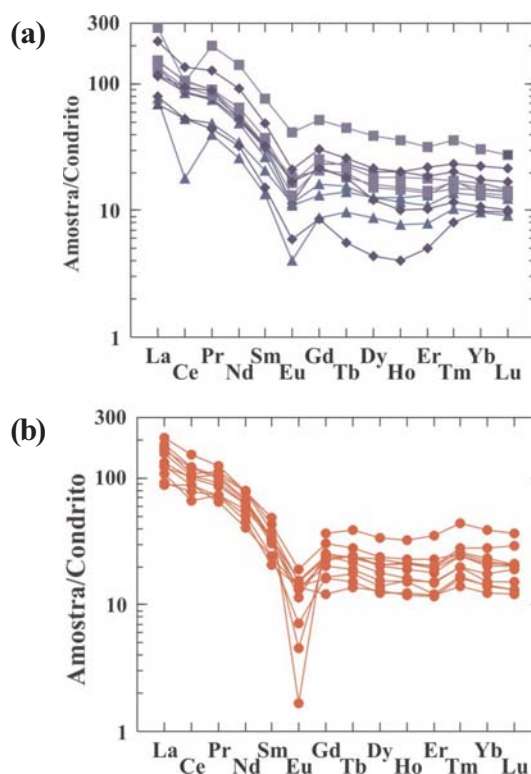 (a)
Amostra/Condrito
300
100
10
1
La Pr Sm Gd Dy Er Yb
Ce Nd Eu Tb Ho Tm Lu
(b)
Amostra/Condrito
300
100
10
1
La Pr Sm Gd Dy Er Yb
Ce Nd Eu Tb Ho Tm Lu